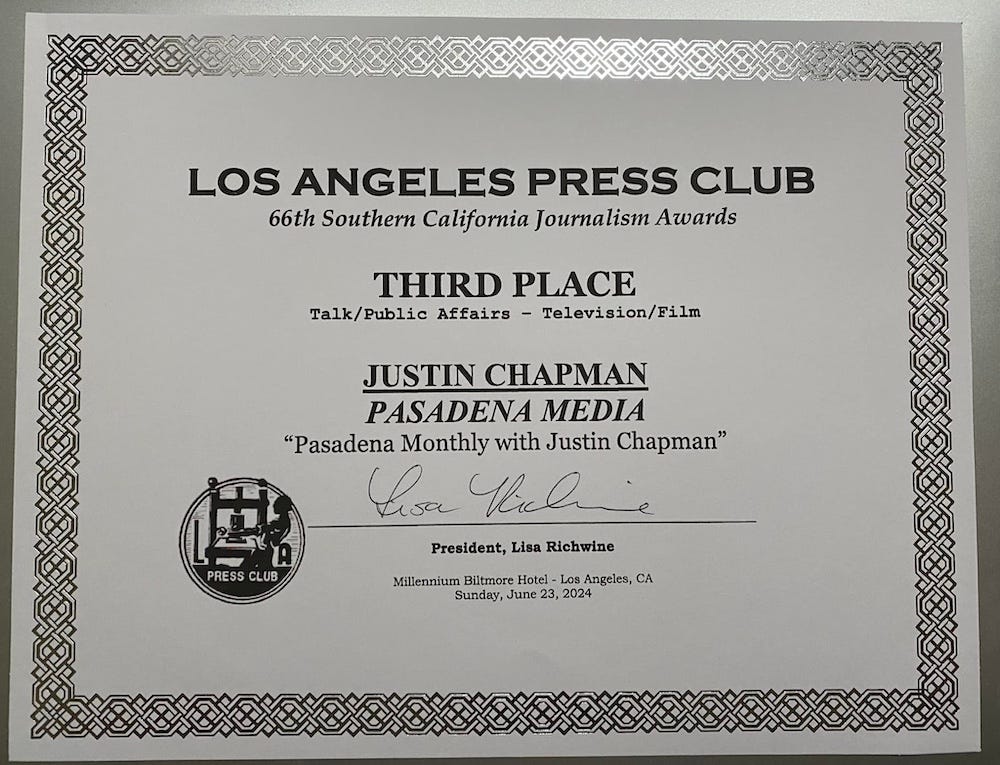 LOS ANGELES PRESS CLUB
66th Southern California Journalism Awards
THIRD PLACE
Talk/Public Affairs - Television/Film
JUSTIN CHAPMAN
PASADENA MEDIA
“Pasadena Monthly with Justin Chapman”
Lisa Richwine
L A
PRESS CLUB
President, Lisa Richwine
Millennium Biltmore Hotel - Los Angeles, CA
Sunday, June 23, 2024